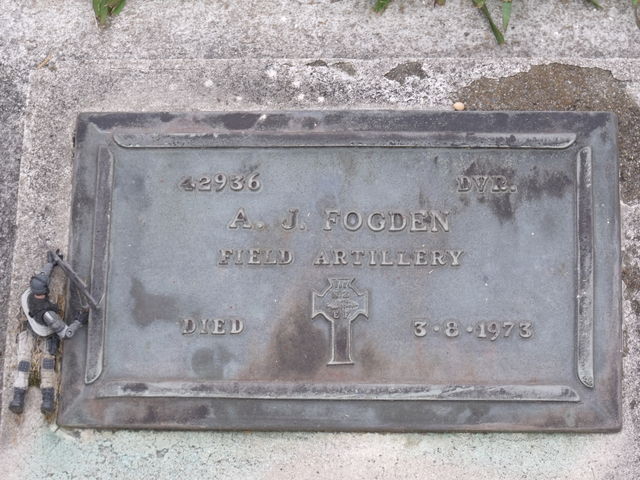 42936 DVR.
A. J. FOGDEN
FIELD ARTILLERY
DIED 3·8·1973